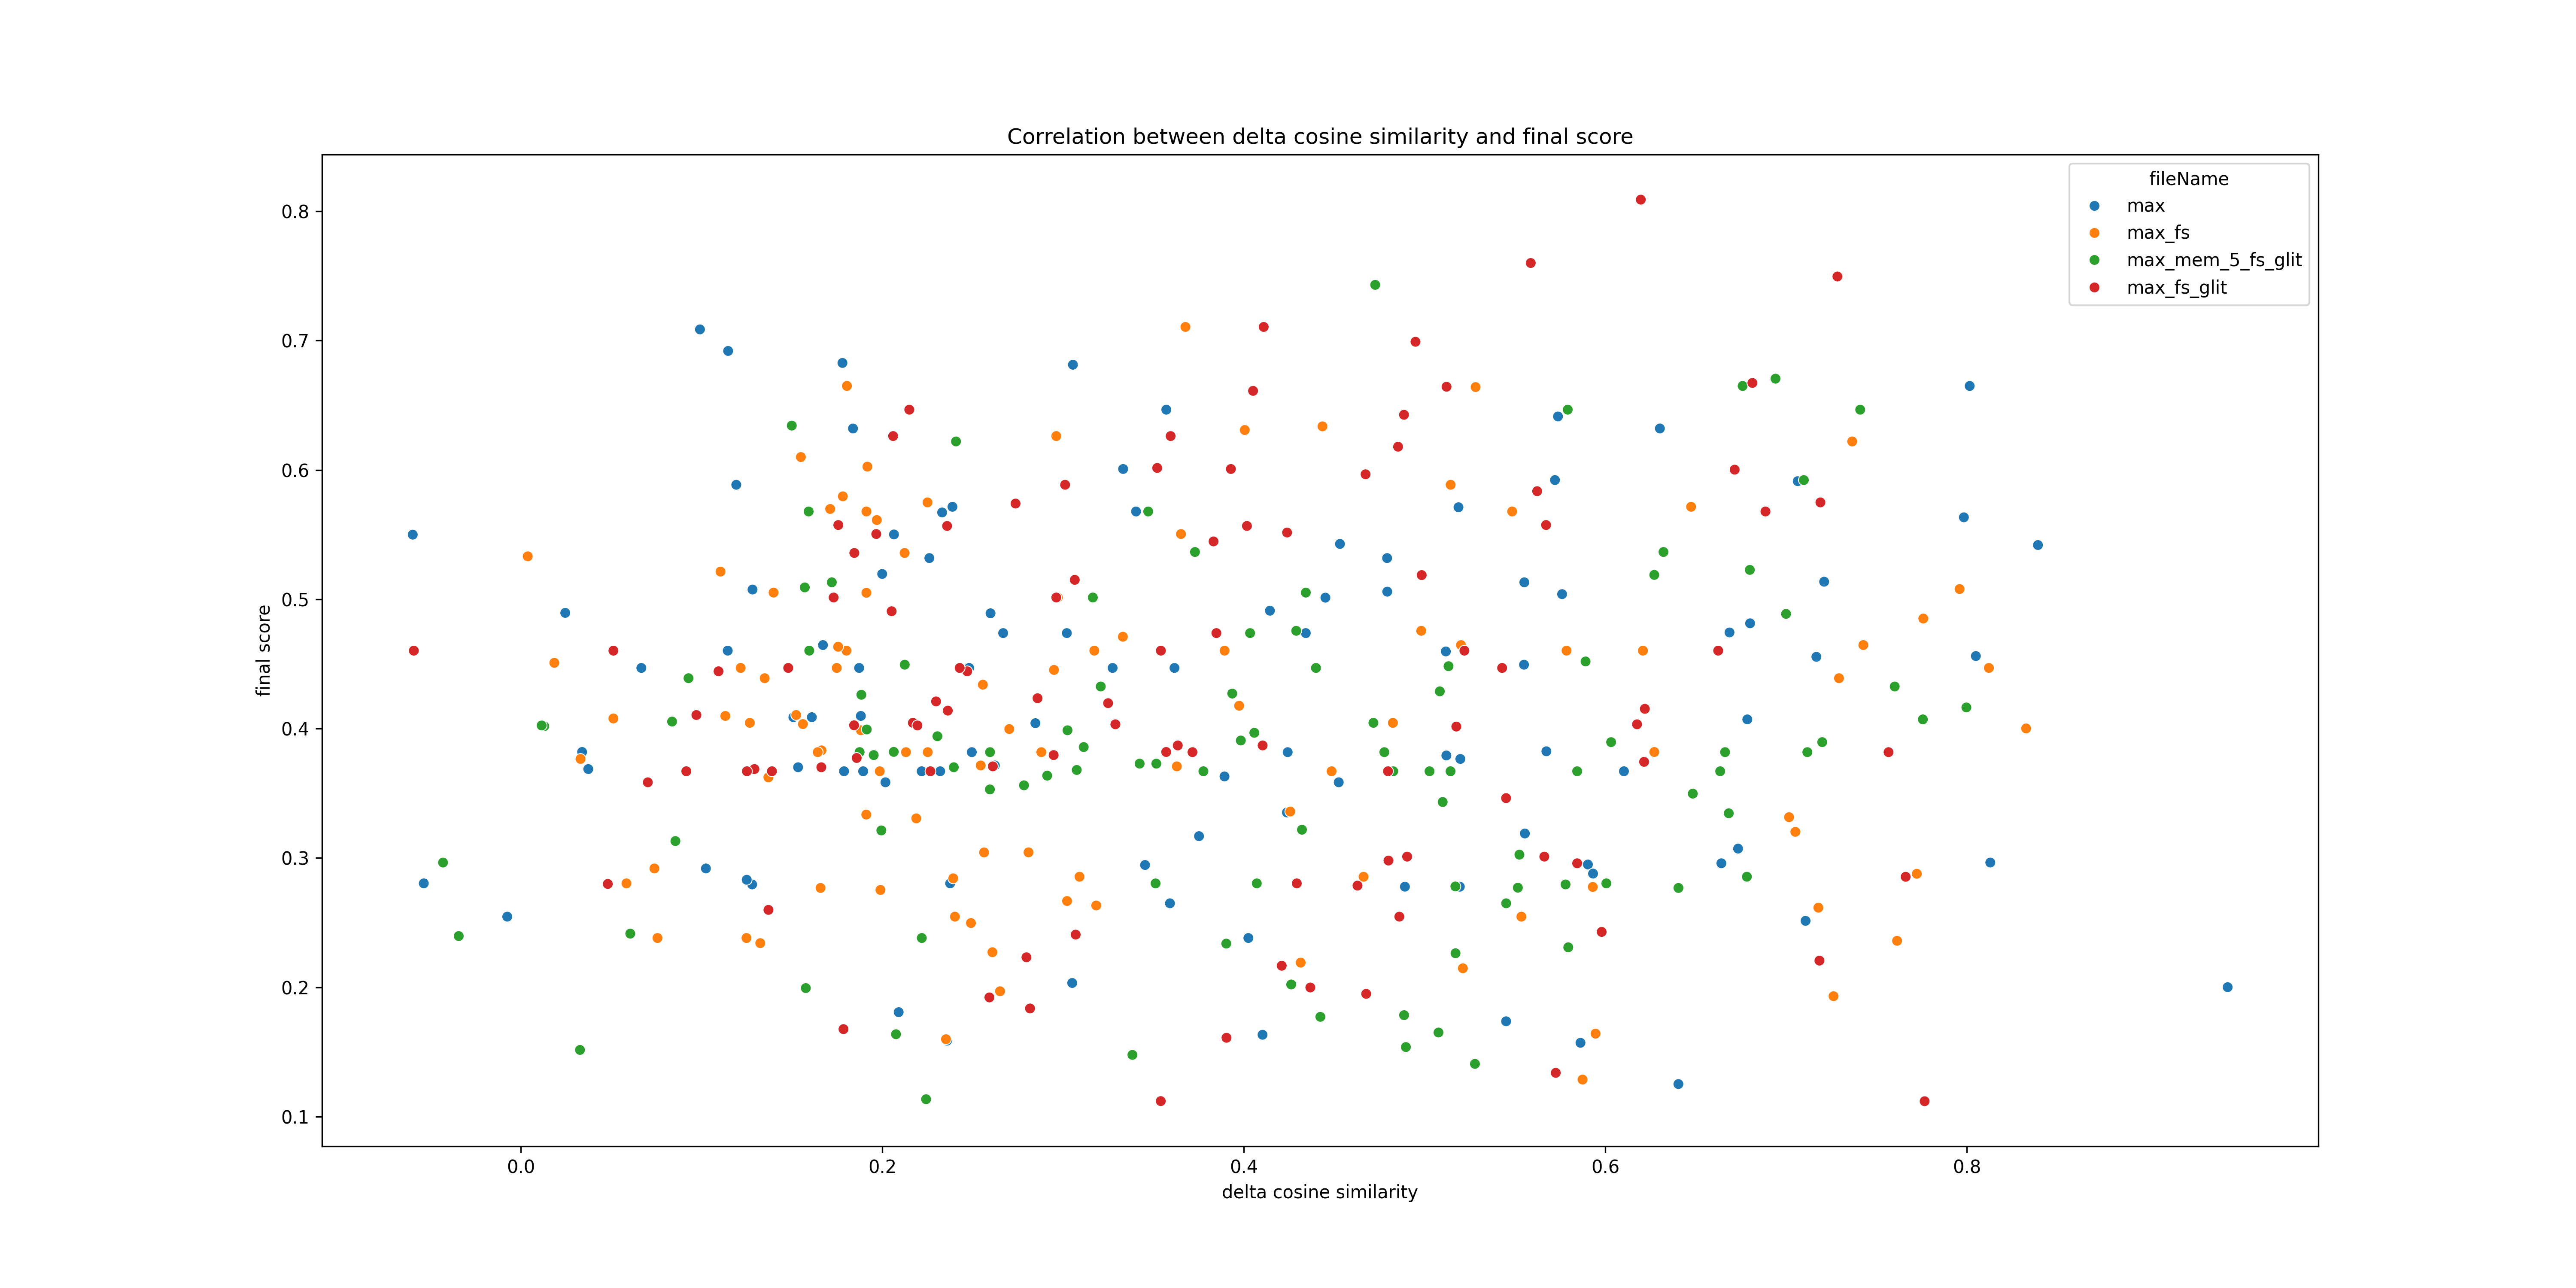 Correlation between delta cosine similarity and final score
fileName
max
max_fs
max_mem_5_fs_glit
max_fs_glit
0.8
0.7
0.6
0.5
0.4
0.3
0.2
0.1
final score
0.0
0.2
0.4
0.6
0.8
delta cosine similarity